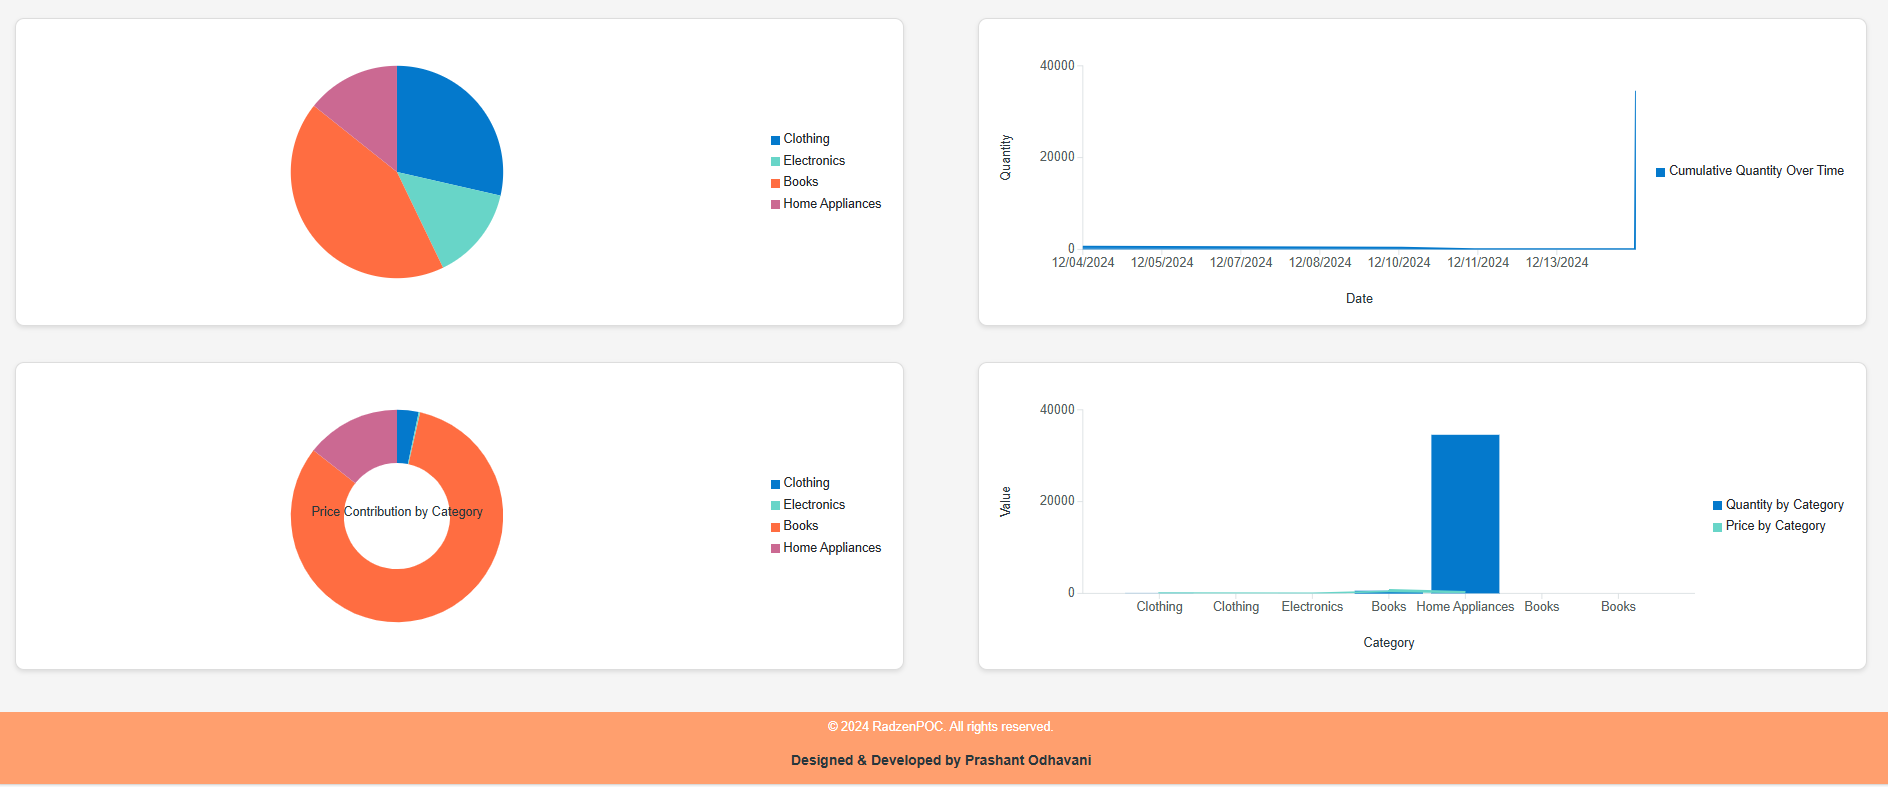 Clothing
Electronics
Books
Home Appliances
40000
20000
0
Quantity
12/04/2024 12/05/2024 12/07/2024 12/08/2024 12/10/2024 12/11/2024 12/13/2024
Date
Cumulative Quantity Over Time
Price Contribution by Category
Clothing
Electronics
Books
Home Appliances
40000
20000
0
Value
Clothing Clothing Electronics Books Home Appliances Books Books
Category
Quantity by Category
Price by Category
© 2024 RadzenPOC. All rights reserved.
Designed & Developed by Prashant Odhavani